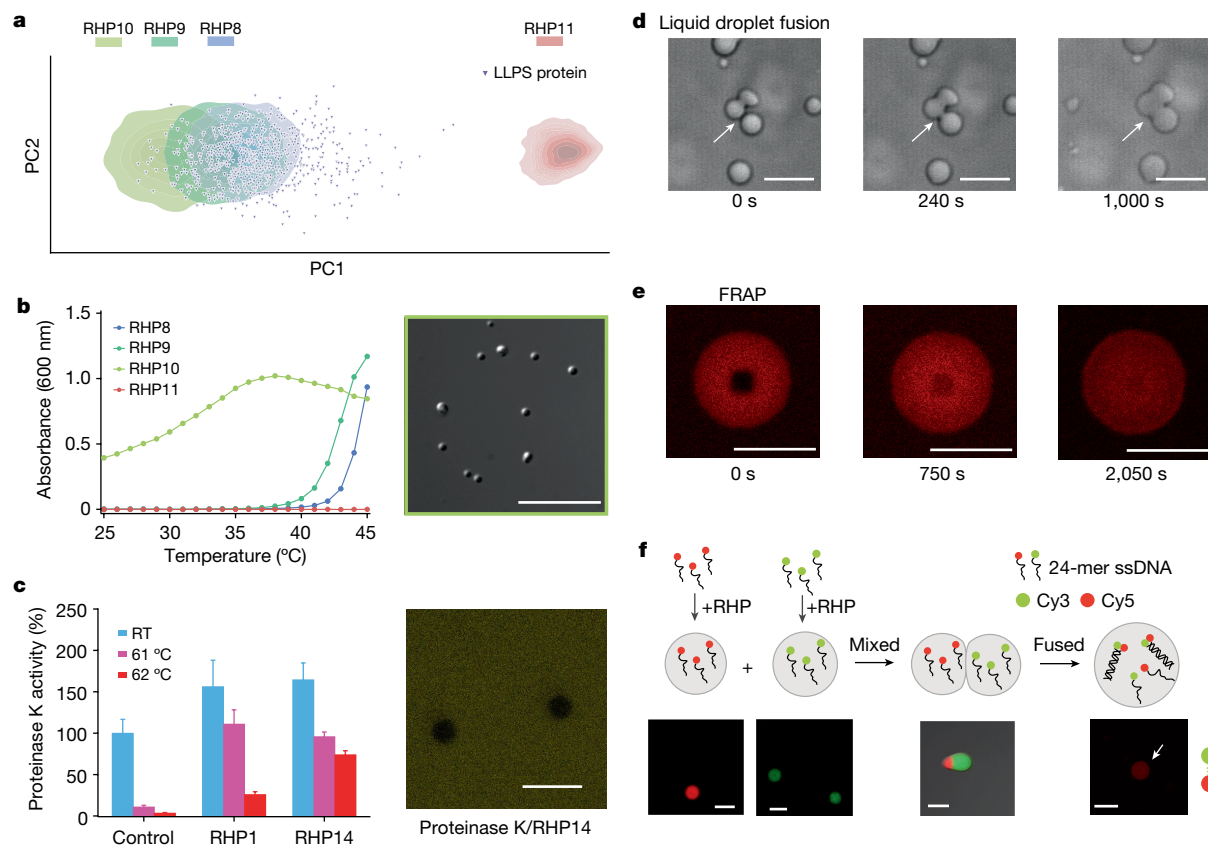 a
RHP10 RHP9 RHP8 RHP11
LLPS protein
PC2
PC1
b
1.5
1.0
0.5
0
Absorbance (600 nm)
RHP8
RHP9
RHP10
RHP11
25 30 35 40 45
Temperature (ºC)
c
250
200
150
100
50
0
Proteinase K activity (%)
RT
61 ºC
62 ºC
Control RHP1 RHP14
Proteinase K/RHP14
d Liquid droplet fusion
0 s 240 s 1,000 s
e
FRAP
0 s 750 s 2,050 s
f
24-mer ssDNA
Cy3 Cy5
+RHP +RHP
Mixed Fused
+